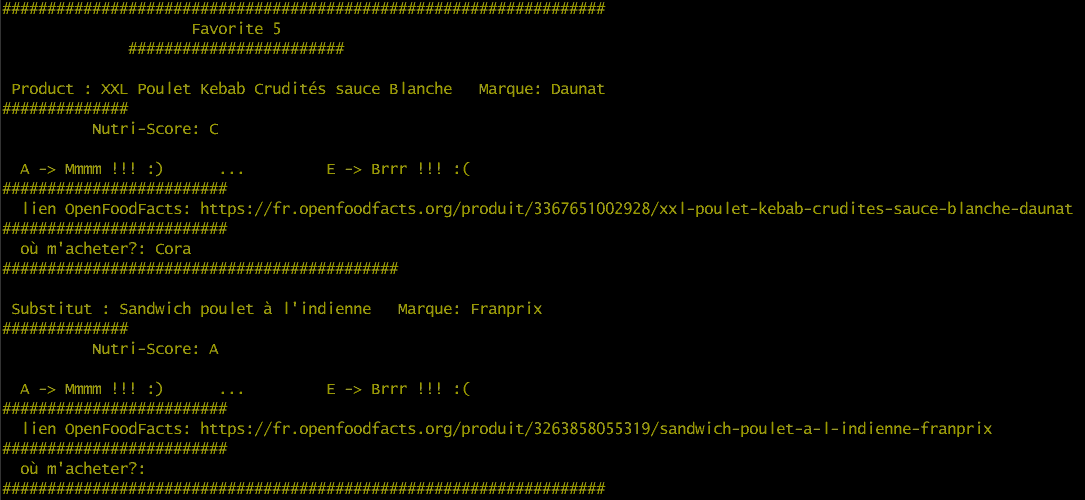 ###################################################################
Favorite 5
########################
Product : XXL Poulet Kebab Crudités sauce Blanche   Marque: Daunat
##############
Nutri-Score: C
A -> Mmmm !!! :)      ...         E -> Brrr !!! :(
#########################
lien OpenFoodFacts: https://fr.openfoodfacts.org/produit/3367651002928/xxl-poulet-kebab-crudites-sauce-blanche-daunat
#########################
où m'acheter?: Cora
############################################
Substitut : Sandwich poulet à l'indienne   Marque: Franprix
##############
Nutri-Score: A
A -> Mmmm !!! :)      ...         E -> Brrr !!! :(
#########################
lien OpenFoodFacts: https://fr.openfoodfacts.org/produit/3263858055319/sandwich-poulet-a-l-indienne-franprix
#########################
où m'acheter?:
###################################################################